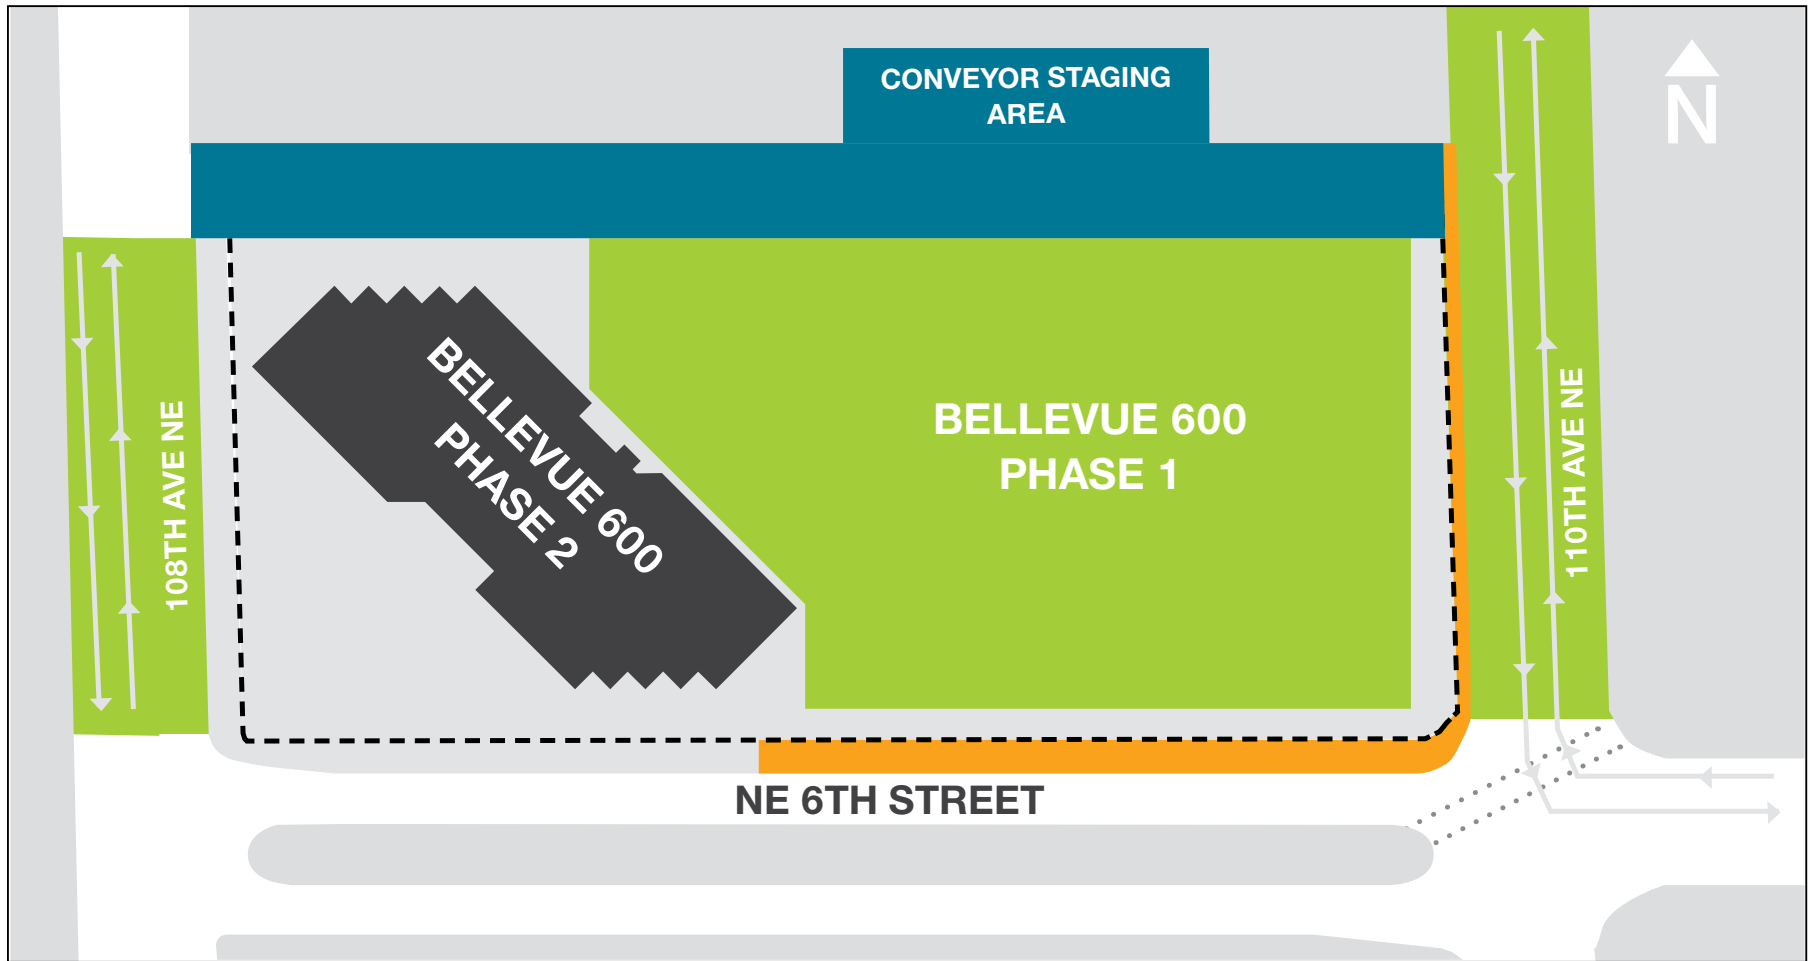 CONVEYOR STAGING
AREA
N
BELLEVUE 600
PHASE 1
BELLEVUE 600
PHASE 2
108TH AVE NE
110TH AVE NE
NE 6TH STREET